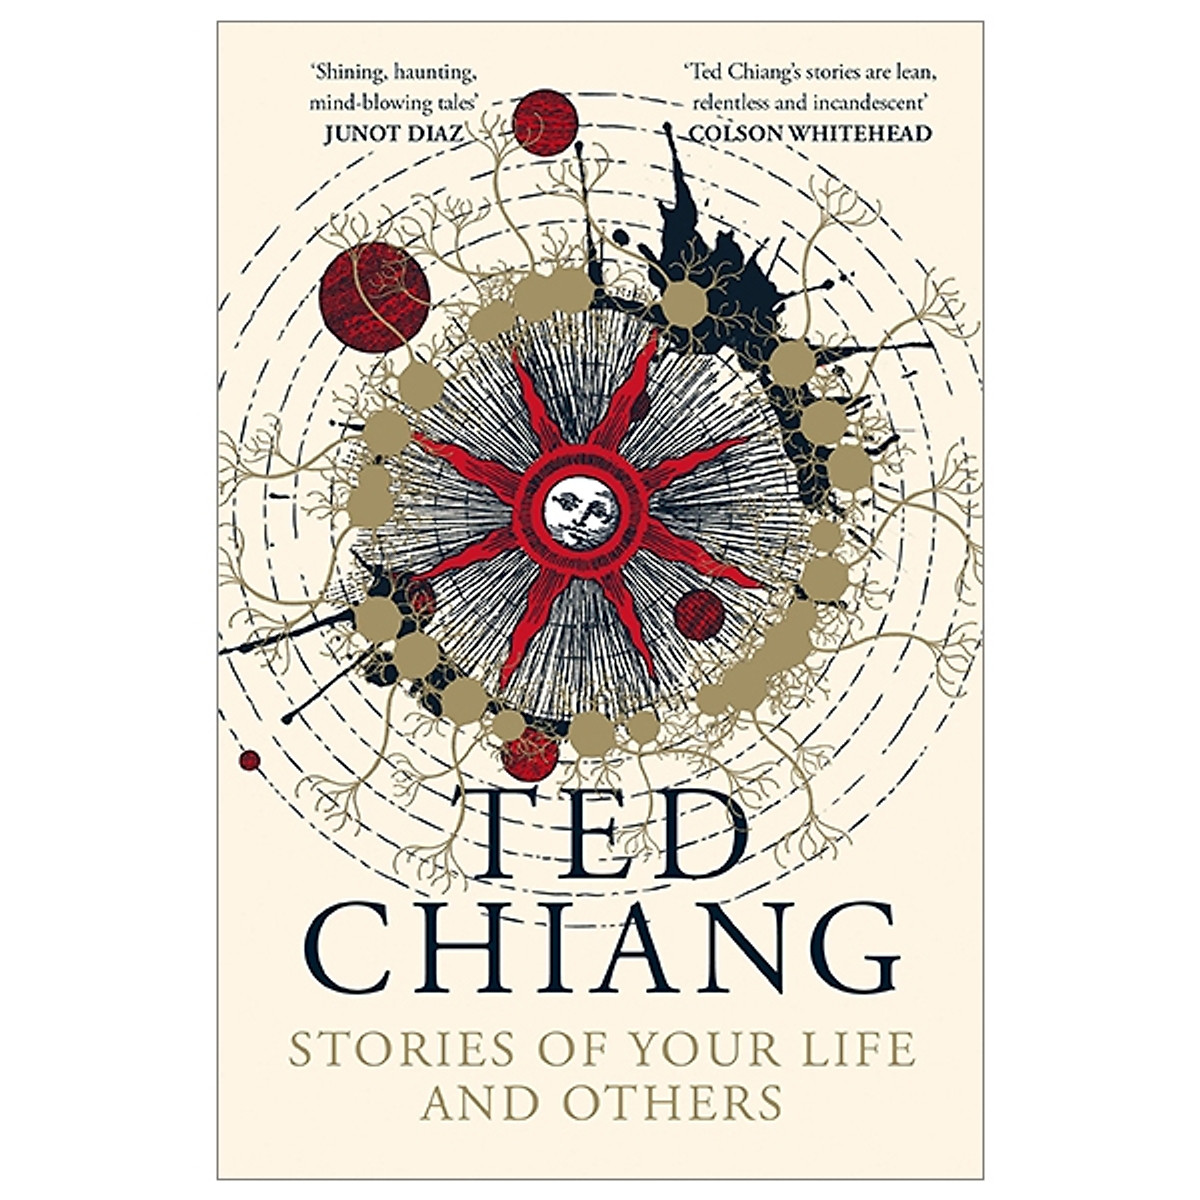 ‘Shining, haunting,
mind-blowing tales’
JUNOT DIAZ
‘Ted Chiang’s stories are lean,
relentless and incandescent’
COLSON WHITEHEAD
TED
CHIANG
STORIES OF YOUR LIFE
AND OTHERS